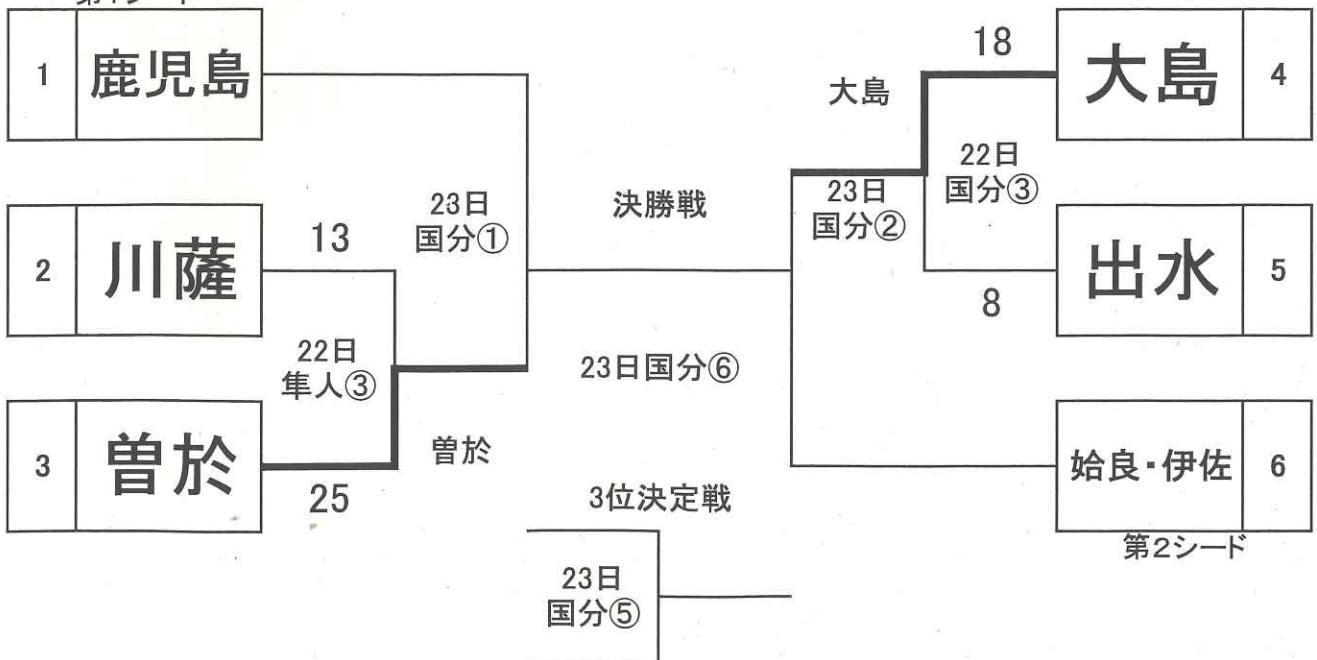 1 鹿児島
18
大島 4
大島
22日
国分③
23日
国分①
決勝戦
23日
国分②
2 川薩
13
出水 5
8
22日
隼人③
23日国分⑥
3 曽於
曽於
25
3位決定戦
姶良・伊佐 6
第2シード
23日
国分⑤